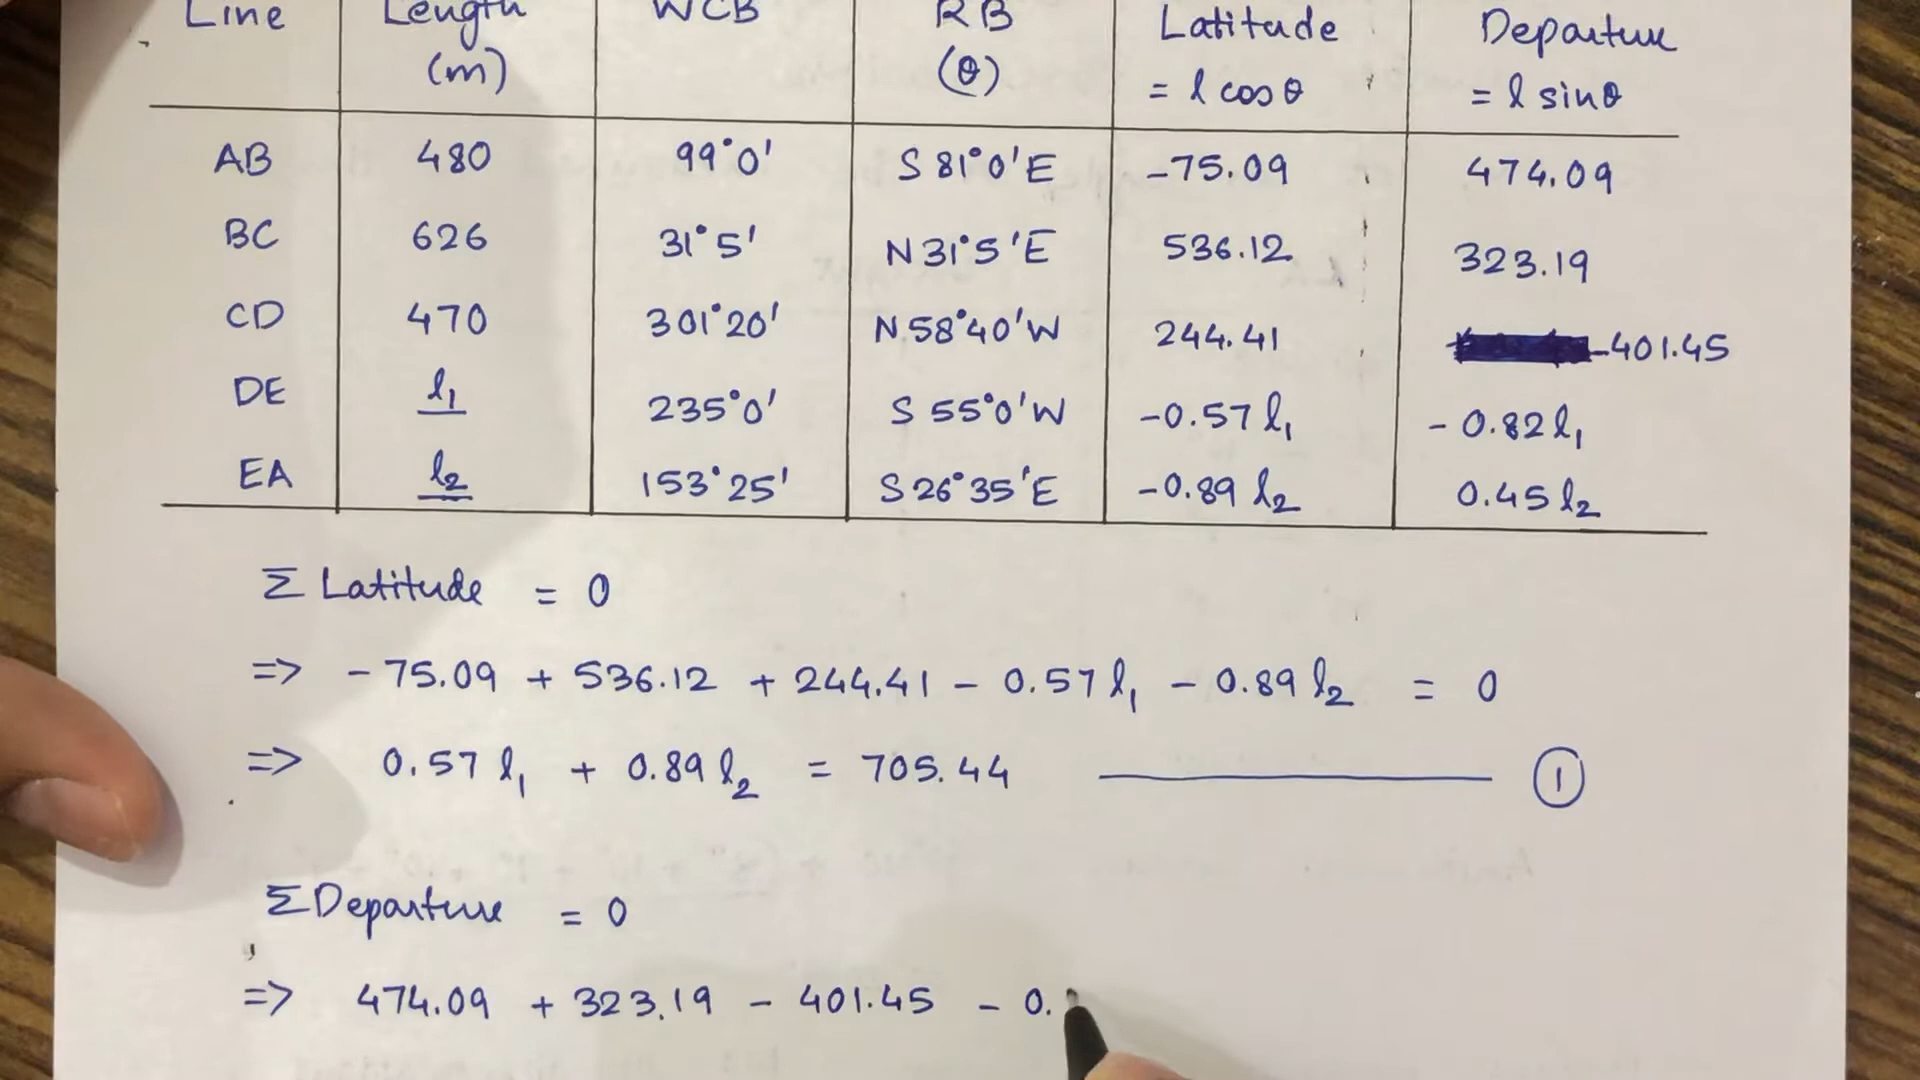 Line Length WCB RB Latitude Departure
(m) (θ) = l cos θ = l sinθ
AB 480 99°0' S 81°0'E -75.09 474.09
BC 626 31°5' N 31°5'E 536.12 323.19
CD 470 301°20' N 58°40'W 244.41 -401.45
DE l₁ 235°0' S 55°0'W -0.57 l₁ - 0.82 l₁
EA l₂ 153°25' S 26°35'E -0.89 l₂ 0.45 l₂
Σ Latitude = 0
=> - 75.09 + 536.12 + 244.41 - 0.57 l₁ - 0.89 l₂ = 0
=> 0.57 l₁ + 0.89 l₂ = 705.44 ——— ①
Σ Departure = 0
=> 474.09 + 323.19 - 401.45 - 0.